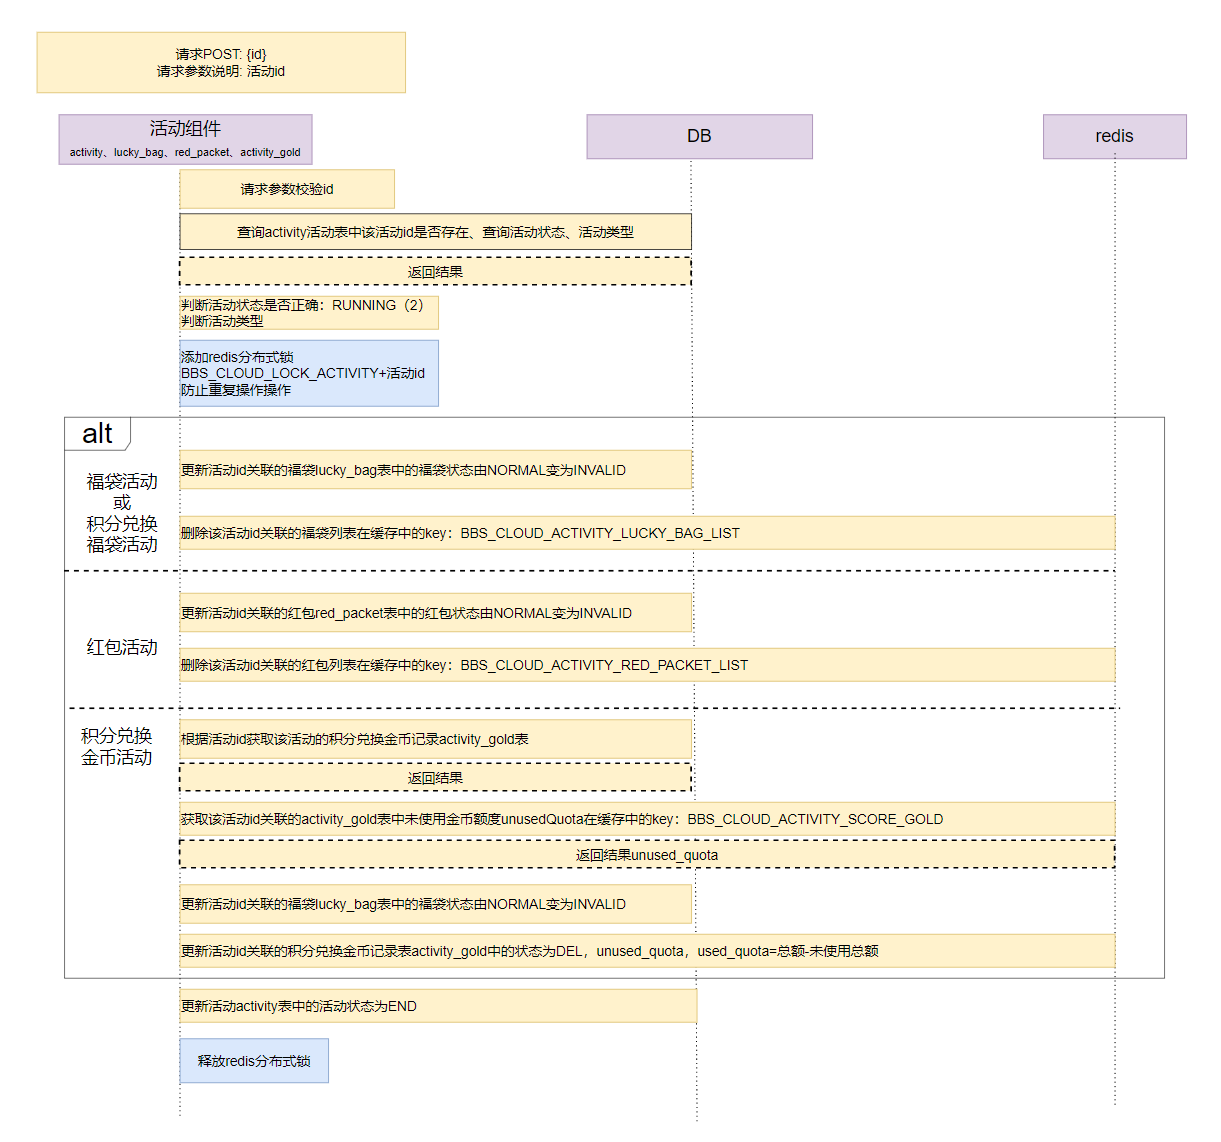 请求POST: {id}
请求参数说明: 活动id
活动组件
activity、lucky_bag、red_packet、activity_gold
DB
redis
请求参数校验id
查询activity活动表中该活动id是否存在、查询活动状态、活动类型
返回结果
判断活动状态是否正确：RUNNING（2）
判断活动类型
添加redis分布式锁
BBS_CLOUD_LOCK_ACTIVITY+活动id
防止重复操作操作
alt
福袋活动
或
积分兑换
福袋活动
更新活动id关联的福袋lucky_bag表中的福袋状态由NORMAL变为INVALID
删除该活动id关联的福袋列表在缓存中的key：BBS_CLOUD_ACTIVITY_LUCKY_BAG_LIST
红包活动
更新活动id关联的红包red_packet表中的红包状态由NORMAL变为INVALID
删除该活动id关联的红包列表在缓存中的key：BBS_CLOUD_ACTIVITY_RED_PACKET_LIST
积分兑换
金币活动
根据活动id获取该活动的积分兑换金币记录activity_gold表
返回结果
获取该活动id关联的activity_gold表中未使用金币额度unusedQuota在缓存中的key：BBS_CLOUD_ACTIVITY_SCORE_GOLD
返回结果unused_quota
更新活动id关联的福袋lucky_bag表中的福袋状态由NORMAL变为INVALID
更新活动id关联的积分兑换金币记录表activity_gold中的状态为DEL，unused_quota，used_quota=总额-未使用总额
更新活动activity表中的活动状态为END
释放redis分布式锁